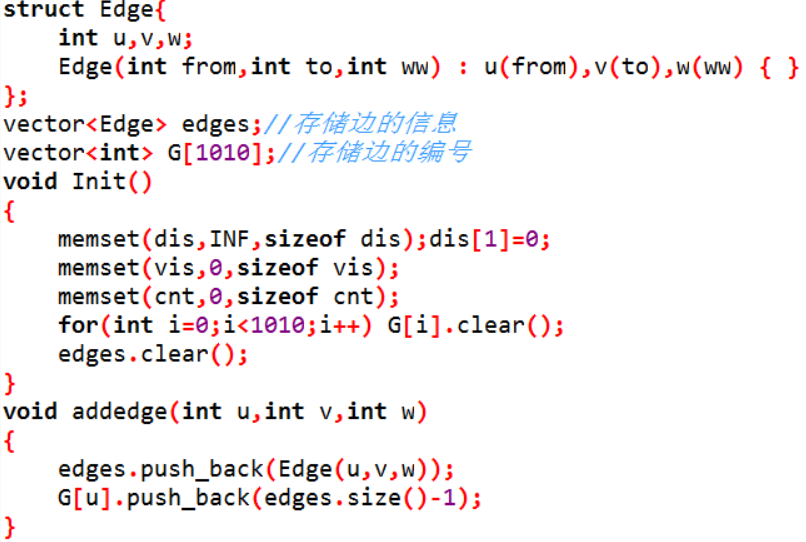 struct Edge{
    int u,v,w;
    Edge(int from,int to,int ww) : u(from),v(to),w(ww) { }
};
vector<Edge> edges;//存储边的信息
vector<int> G[1010];//存储边的编号
void Init()
{
    memset(dis,INF,sizeof dis);dis[1]=0;
    memset(vis,0,sizeof vis);
    memset(cnt,0,sizeof cnt);
    for(int i=0;i<1010;i++) G[i].clear();
    edges.clear();
}
void addedge(int u,int v,int w)
{
    edges.push_back(Edge(u,v,w));
    G[u].push_back(edges.size()-1);
}